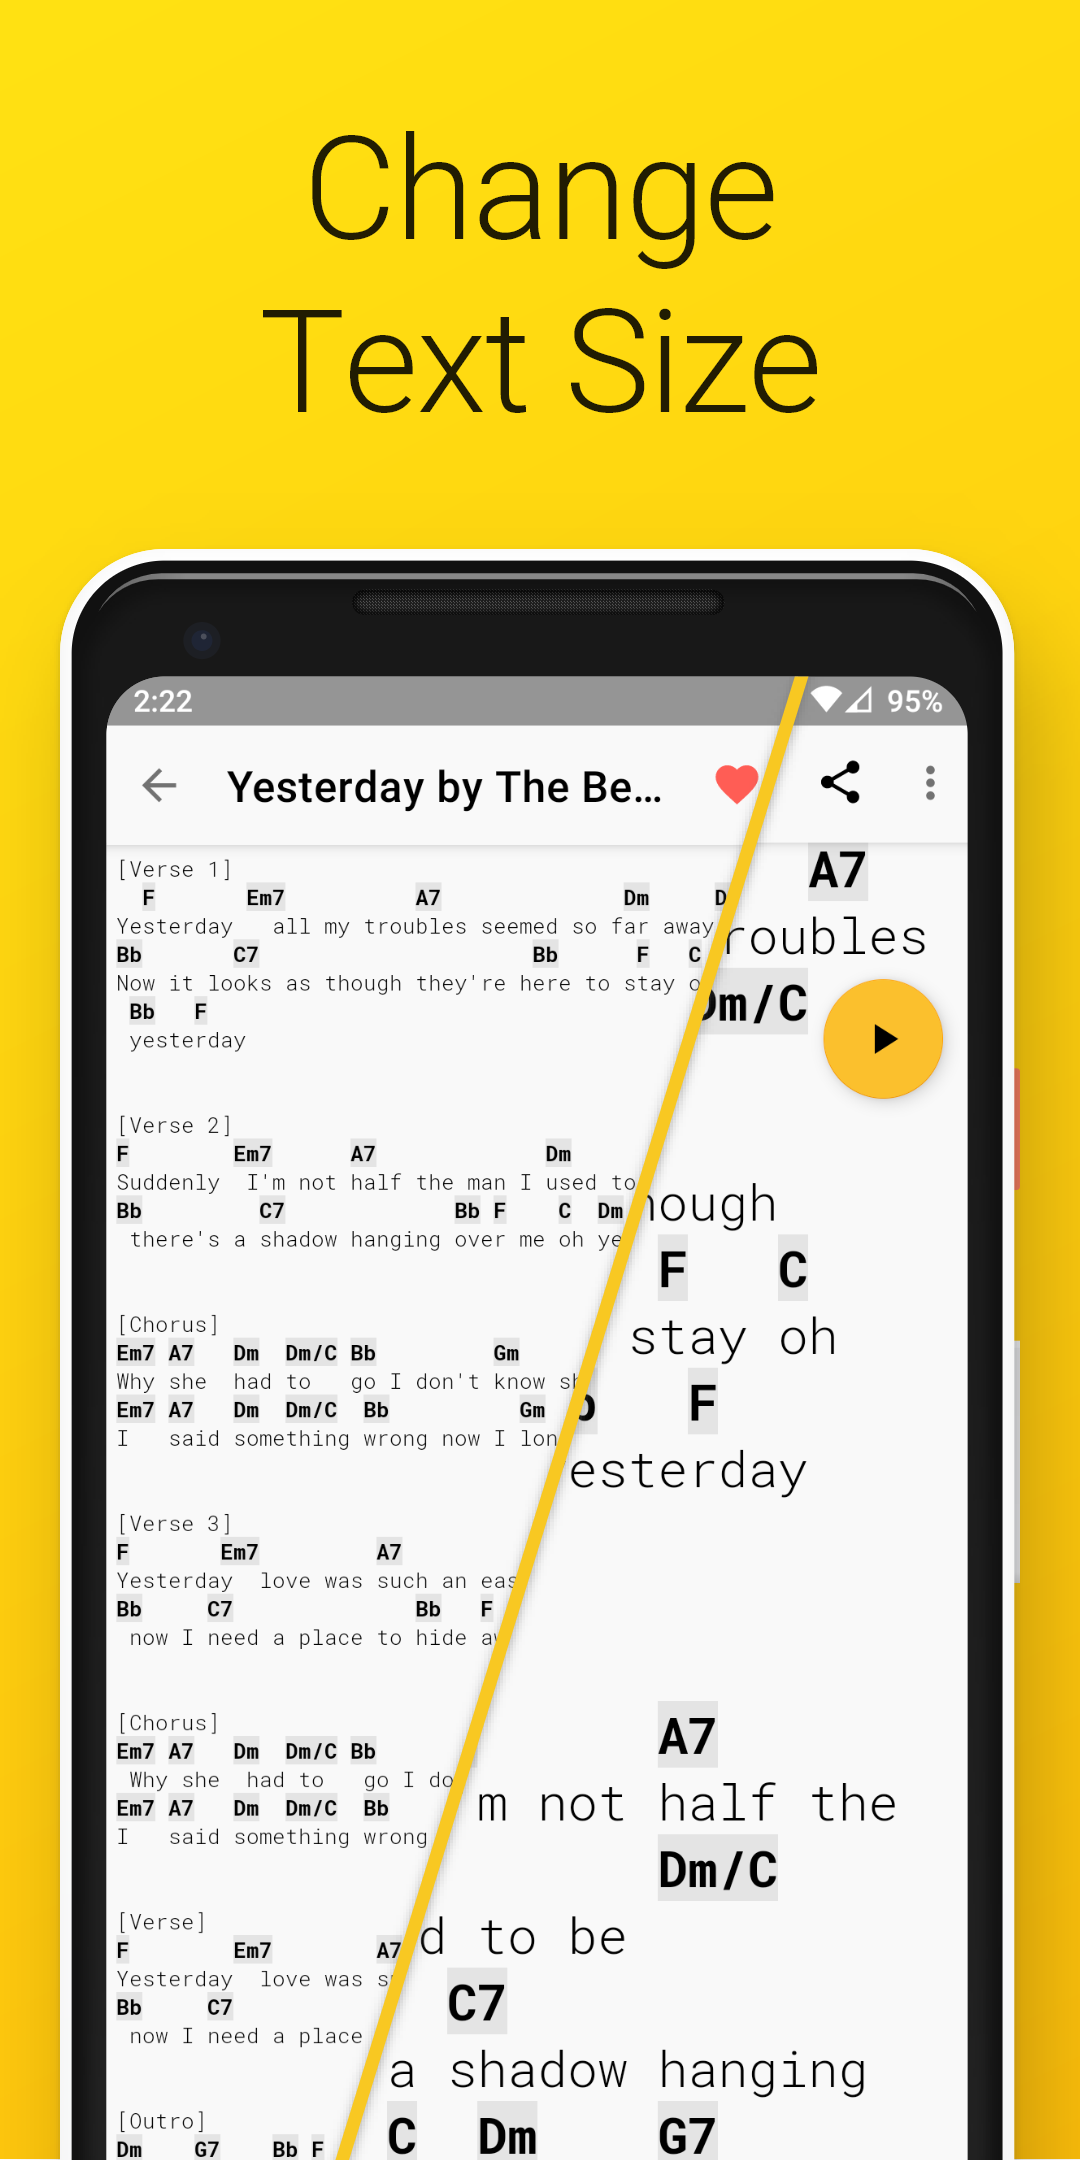 Change
Text Size
2:22
95%
Yesterday by The Be...
[Verse 1]
F Em7 A7 Dm D
Yesterday all my troubles seemed so far away
Bb C7 Bb F C
Now it looks as though they're here to stay o
Bb F
yesterday
[Verse 2]
F Em7 A7 Dm
Suddenly I'm not half the man I used to
Bb C7 Bb F C Dm
there's a shadow hanging over me oh ye
[Chorus]
Em7 A7 Dm Dm/C Bb Gm
Why she had to go I don't know sh
Em7 A7 Dm Dm/C Bb Gm
I said something wrong now I lon
[Verse 3]
F Em7 A7
Yesterday love was such an eas
Bb C7 Bb F
now I need a place to hide aw
[Chorus]
Em7 A7 Dm Dm/C Bb
Why she had to go I do
Em7 A7 Dm Dm/C Bb
I said something wrong
[Verse]
F Em7 A7
Yesterday love was s
Bb C7
now I need a place
[Outro]
Dm G7 Bb F
A7
roubles
Dm/C
hough
F C
stay oh
b F
esterday
A7
m not half the
Dm/C
d to be
C7
a shadow hanging
C Dm G7